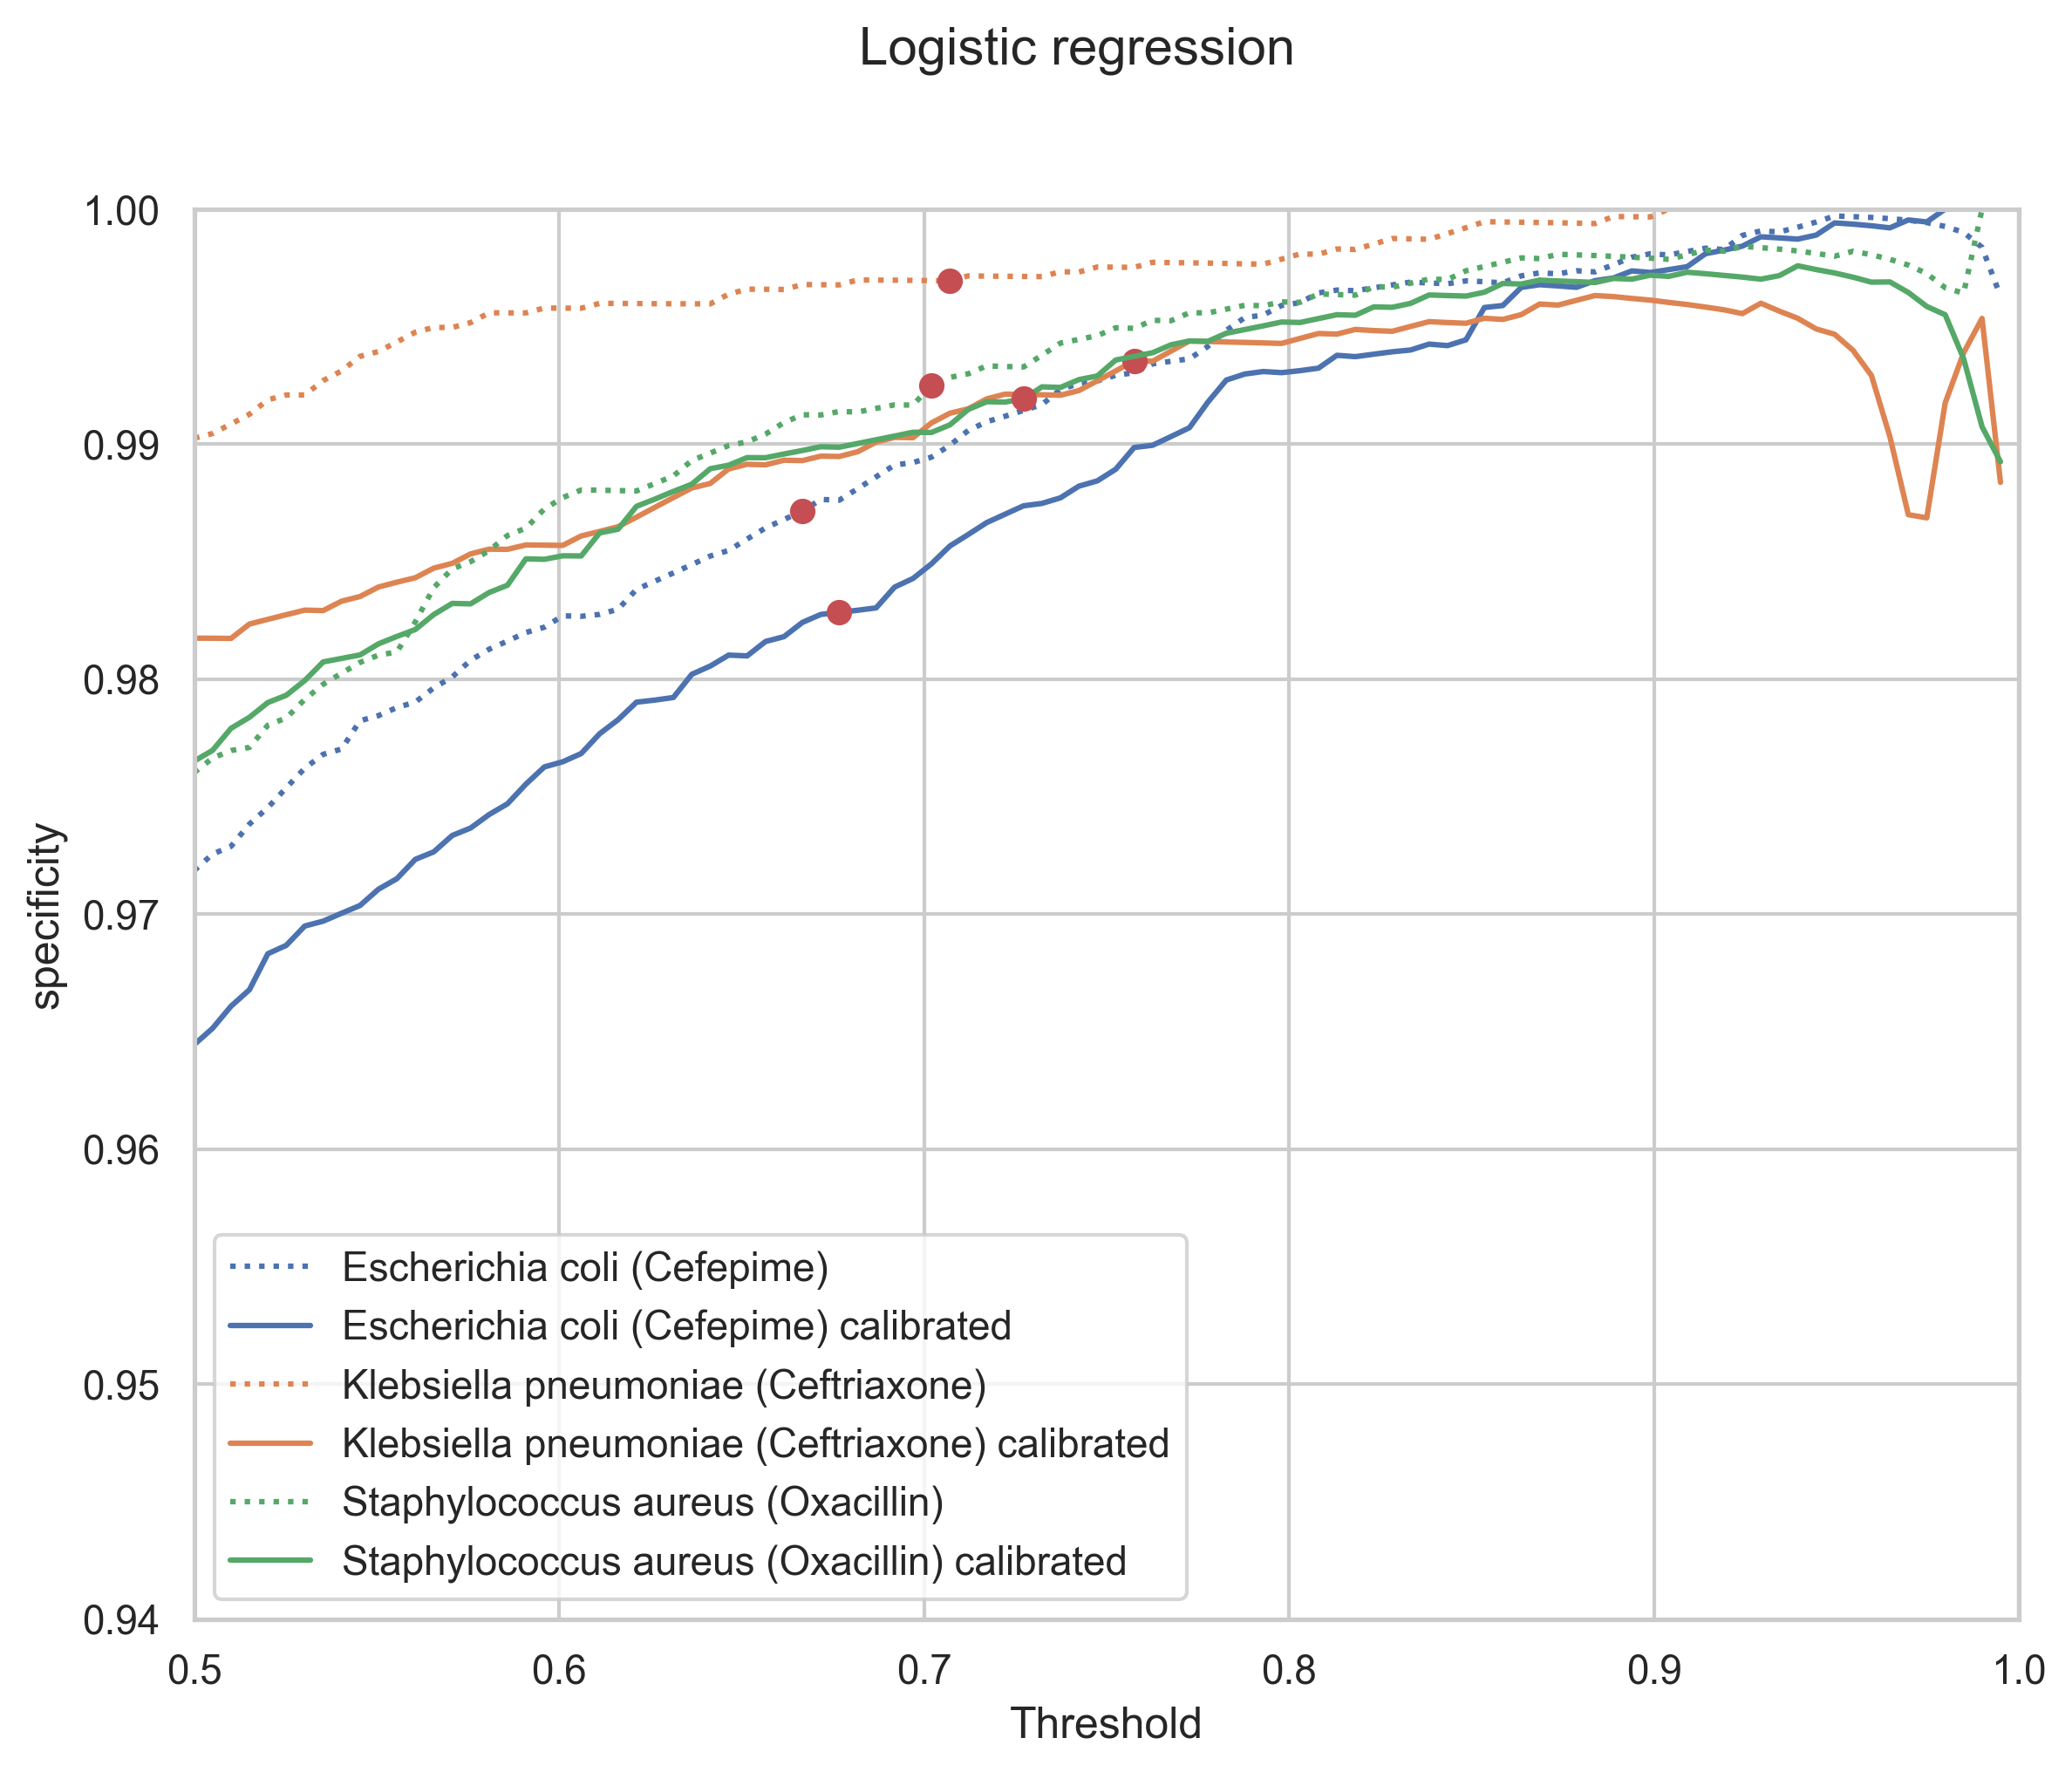 Logistic regression
1.00
0.99
0.98
0.97
0.96
0.95
0.94
specificity
Escherichia coli (Cefepime)
Escherichia coli (Cefepime) calibrated
Klebsiella pneumoniae (Ceftriaxone)
Klebsiella pneumoniae (Ceftriaxone) calibrated
Staphylococcus aureus (Oxacillin)
Staphylococcus aureus (Oxacillin) calibrated
0.5 0.6 0.7 0.8 0.9 1.0
Threshold